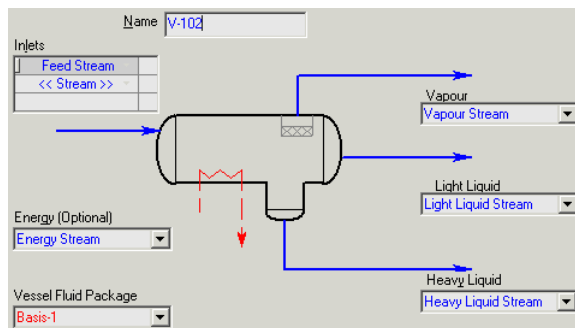 Name V-102
Inlets
Feed Stream
<< Stream >>
Vapour
Vapour Stream
Light Liquid
Light Liquid Stream
Energy (Optional)
Energy Stream
Heavy Liquid
Heavy Liquid Stream
Vessel Fluid Package
Basis-1